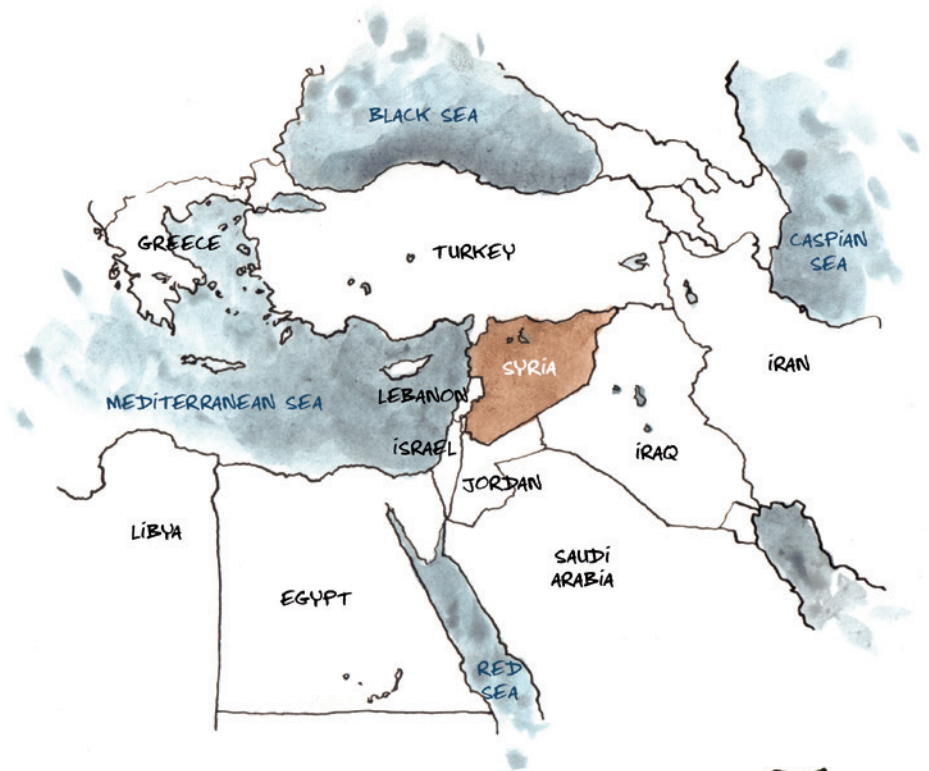 BLACK SEA
GREECE
TURKEY
CASPiAN
SEA
SYRiA
iRAN
LEBANON
MEDiTERRANEAN SEA
iSRAEL
iRAQ
JORDAN
LiBYA
SAUDi
ARABiA
EGYPT
RED
SEA